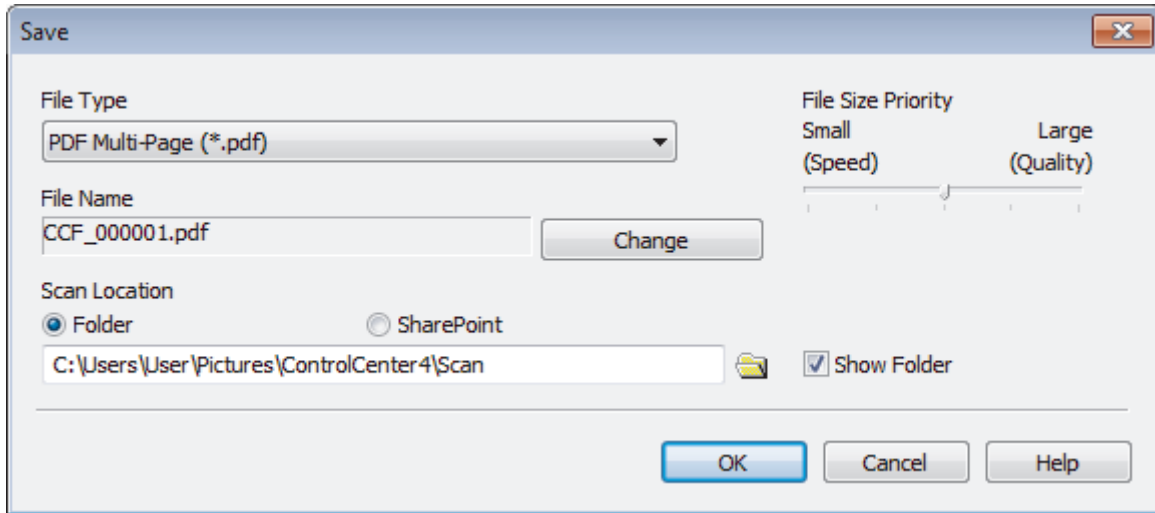 Save
File Type
PDF Multi-Page (*.pdf)
File Size Priority
Small Large
(Speed) (Quality)
File Name
CCF_000001.pdf
Change
Scan Location
Folder SharePoint
C:\Users\User\Pictures\ControlCenter4\Scan
Show Folder
OK Cancel Help